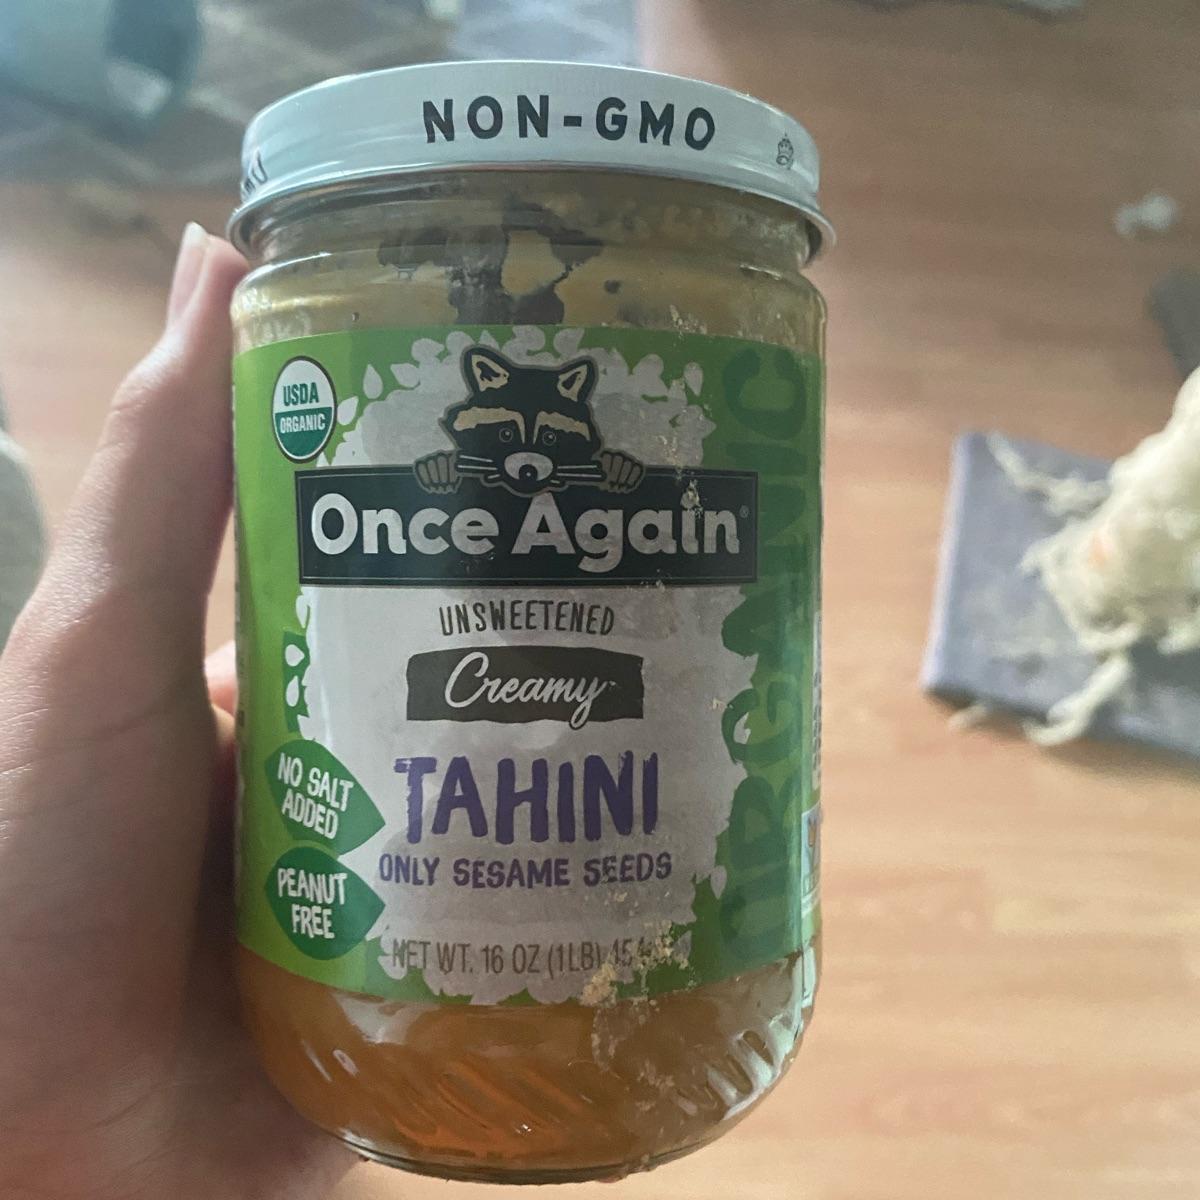 NON-GMO
USDA
ORGANIC
Once Again®
UNSWEETENED
Creamy
TAHINI
ONLY SESAME SEEDS
NO SALT
ADDED
PEANUT
FREE
NET WT. 16 OZ (1LB)
ORGANIC